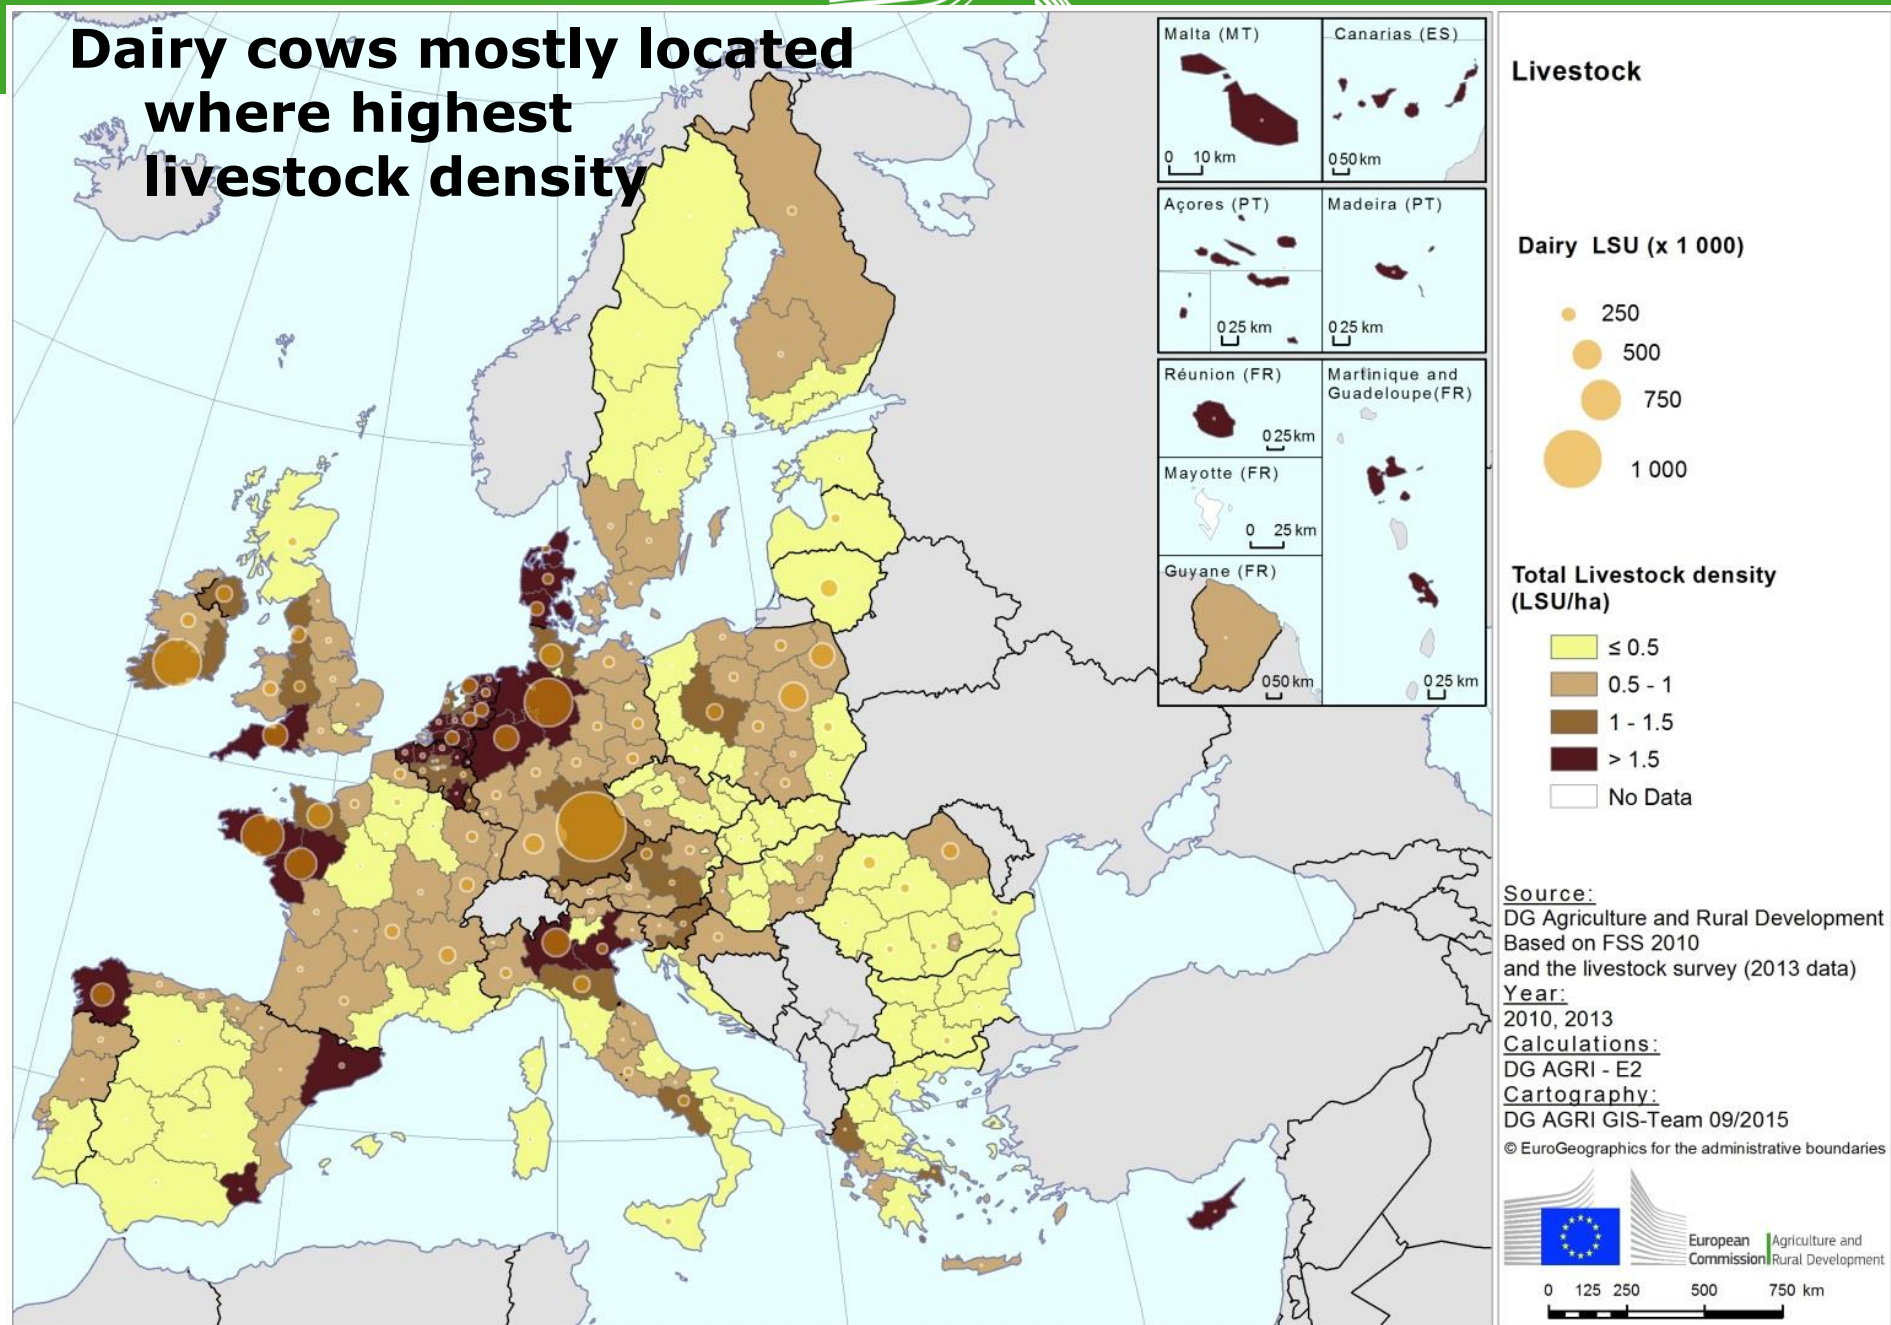 Dairy cows mostly located
where highest
livestock density
Malta (MT)
0 10 km
Canarias (ES)
0 50 km
Açores (PT)
0 25 km
Madeira (PT)
0 25 km
Réunion (FR)
0 25 km
Martinique and
Guadeloupe(FR)
0 25 km
Mayotte (FR)
0 25 km
Guyane (FR)
0 50 km
Livestock
Dairy LSU (x 1 000)
250
500
750
1 000
Total Livestock density
(LSU/ha)
≤ 0.5
0.5 - 1
1 - 1.5
> 1.5
No Data
Source:
DG Agriculture and Rural Development
Based on FSS 2010
and the livestock survey (2013 data)
Year:
2010, 2013
Calculations:
DG AGRI - E2
Cartography:
DG AGRI GIS-Team 09/2015
© EuroGeographics for the administrative boundaries
European
Commission
Agriculture and
Rural Development
0 125 250 500 750 km